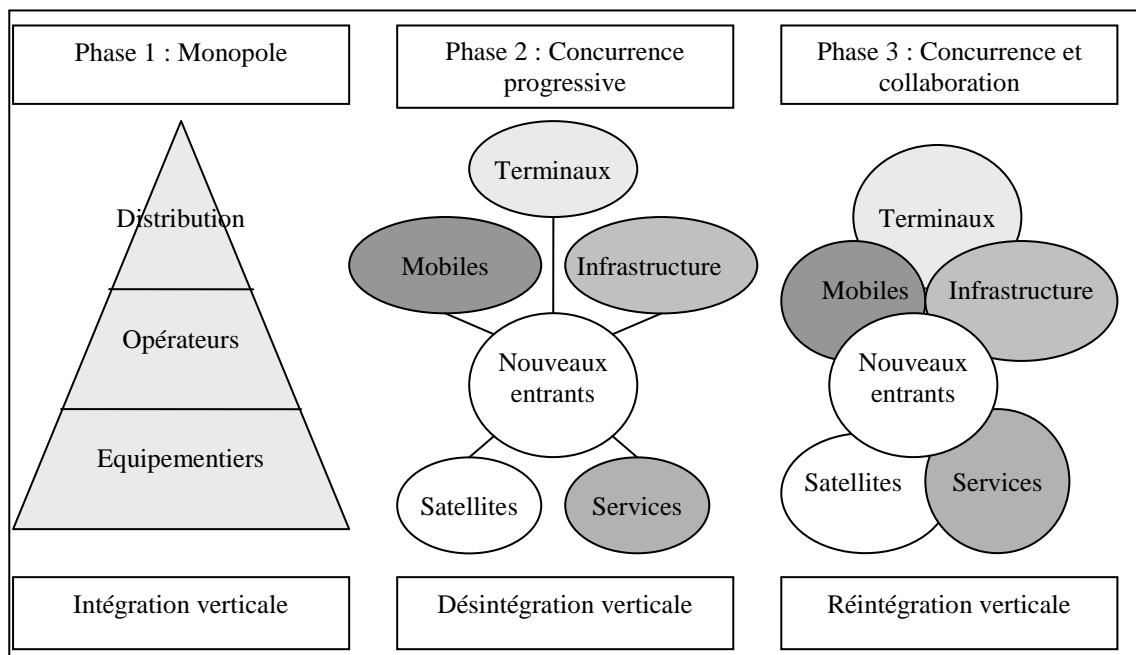 Phase 1 : Monopole
Phase 2 : Concurrence
progressive
Phase 3 : Concurrence et
collaboration
Distribution
Opérateurs
Equipementiers
Terminaux
Mobiles
Infrastructure
Nouveaux
entrants
Satellites
Services
Terminaux
Mobiles
Infrastructure
Nouveaux
entrants
Satellites
Services
Intégration verticale
Désintégration verticale
Réintégration verticale